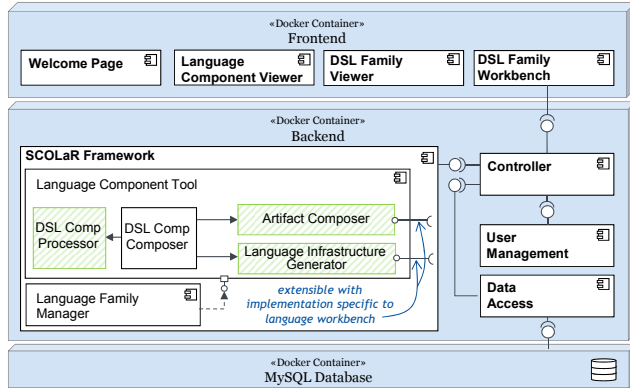 «Docker Container»
Frontend
Welcome Page
Language
Component Viewer
DSL Family
Viewer
DSL Family
Workbench
«Docker Container»
Backend
SCOLaR Framework
Language Component Tool
DSL Comp
Processor
DSL Comp
Composer
Artifact Composer
Language Infrastructure
Generator
Language Family
Manager
extensible with
implementation specific to
language workbench
Controller
User
Management
Data
Access
«Docker Container»
MySQL Database